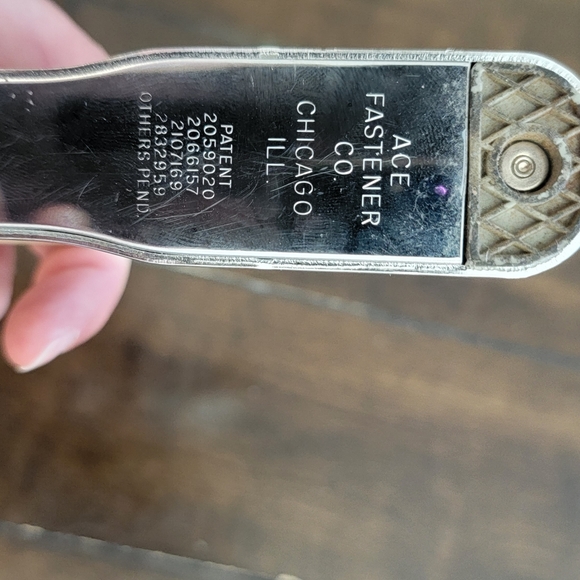 ACE
FASTENER
CO
CHICAGO
ILL.
PATENT
2059020
2066157
2107169
2832959
OTHERS PEND.